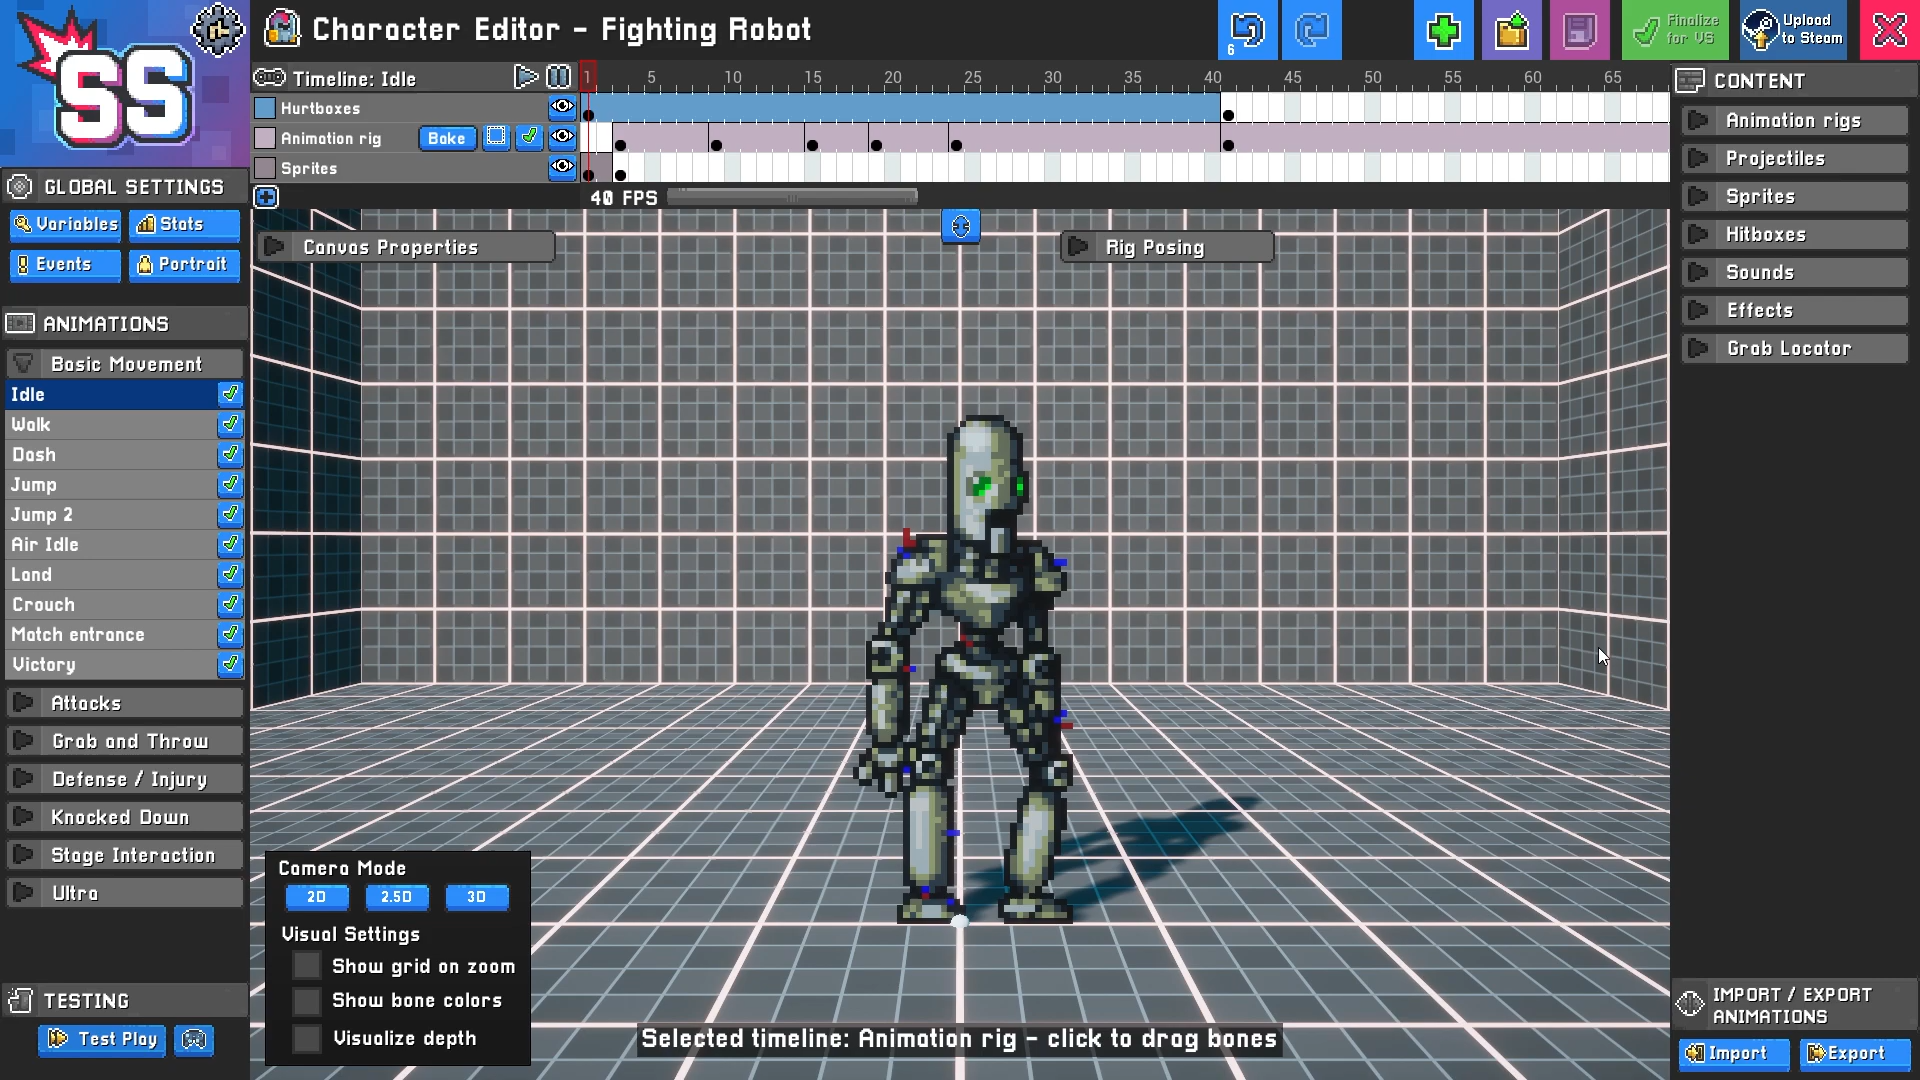 SS
Character Editor - Fighting Robot
6
Finalize for VS
Upload to Steam
Timeline: Idle
1 5 10 15 20 25 30 35 40 45 50 55 60 65
Hurtboxes
Animation rig
Bake
Sprites
40 FPS
GLOBAL SETTINGS
Variables
Stats
Events
Portrait
ANIMATIONS
Basic Movement
Idle
Walk
Dash
Jump
Jump 2
Air Idle
Land
Crouch
Match entrance
Victory
Attacks
Grab and Throw
Defense / Injury
Knocked Down
Stage Interaction
Ultra
TESTING
Test Play
Canvas Properties
Rig Posing
Camera Mode
2D
2.5D
3D
Visual Settings
Show grid on zoom
Show bone colors
Visualize depth
Selected timeline: Animation rig - click to drag bones
CONTENT
Animation rigs
Projectiles
Sprites
Hitboxes
Sounds
Effects
Grab Locator
IMPORT / EXPORT
ANIMATIONS
Import
Export